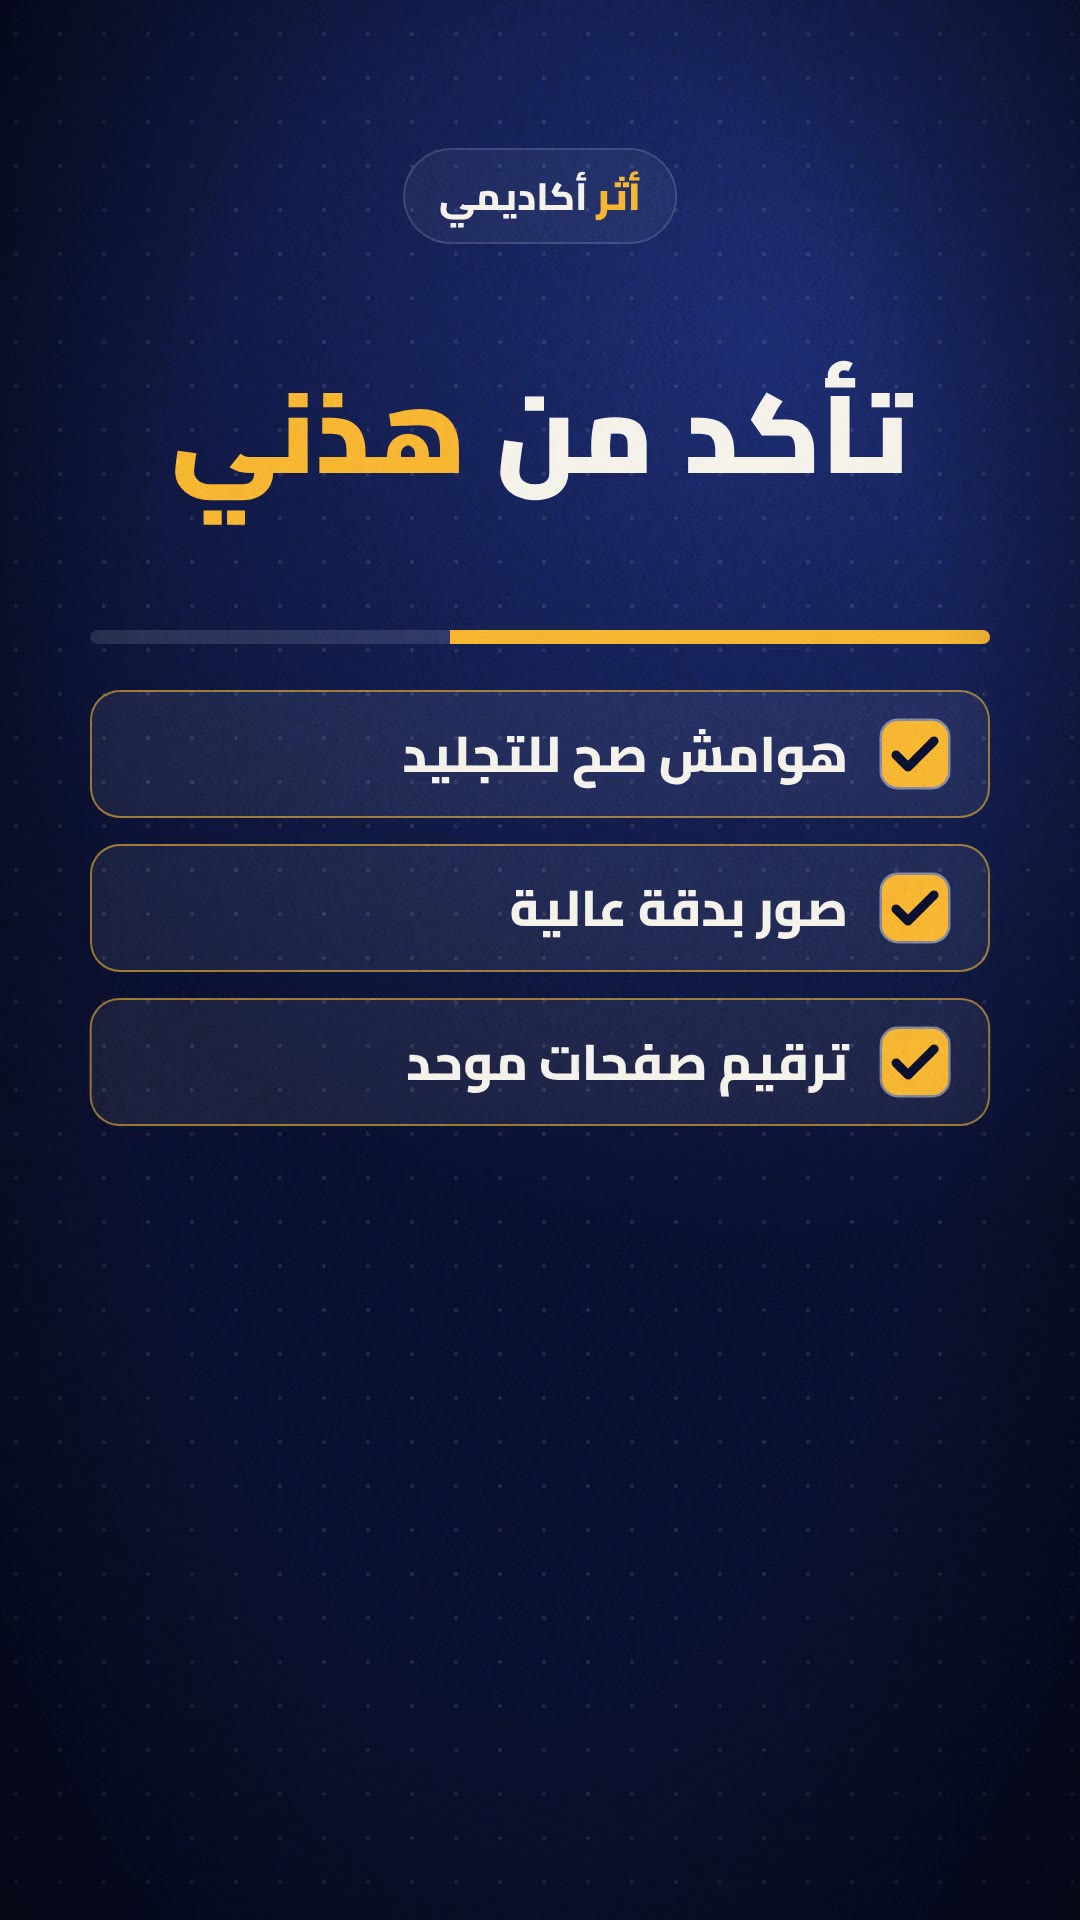 أثر أكاديمي
تأكد من هذني
هوامش صح للتجليد
صور بدقة عالية
ترقيم صفحات موحد